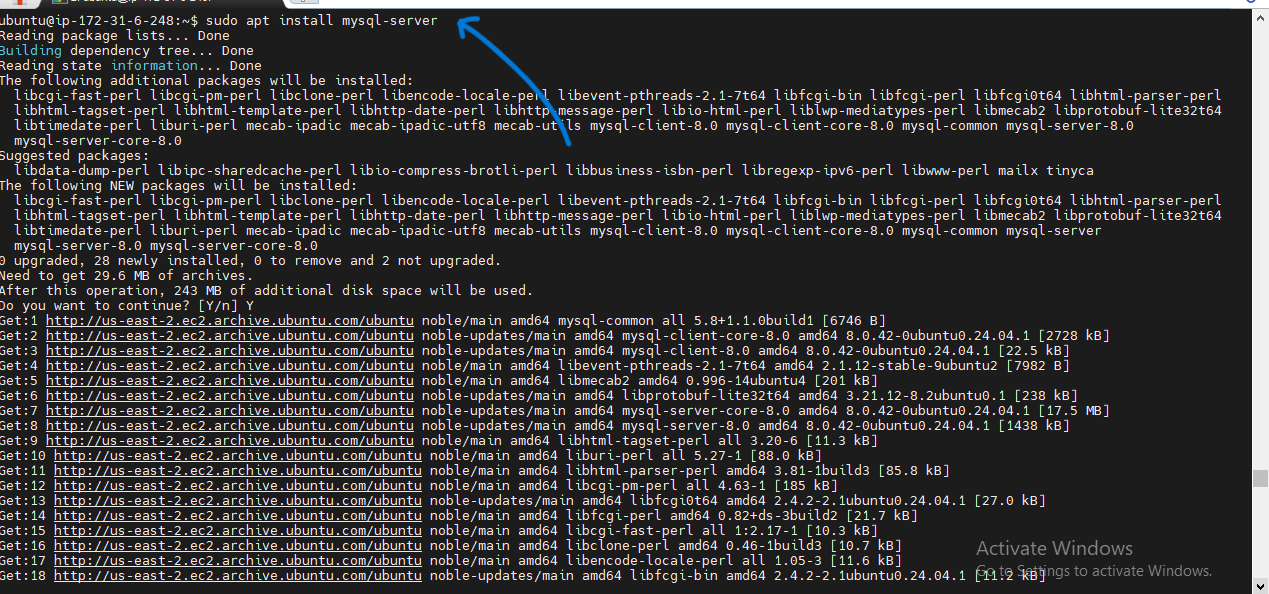 ubuntu@ip-172-31-6-248:~$ sudo apt install mysql-server
Reading package lists... Done
Building dependency tree... Done
Reading state information... Done
The following additional packages will be installed:
  libcgi-fast-perl libcgi-pm-perl libclone-perl libencode-locale-perl libevent-pthreads-2.1-7t64 libfcgi-bin libfcgi-perl libfcgi0t64 libhtml-parser-perl
  libhtml-tagset-perl libhtml-template-perl libhttp-date-perl libhttp-message-perl libio-html-perl liblwp-mediatypes-perl libmecab2 libprotobuf-lite32t64
  libtimedate-perl liburi-perl mecab-ipadic mecab-ipadic-utf8 mecab-utils mysql-client-8.0 mysql-client-core-8.0 mysql-common mysql-server-8.0
  mysql-server-core-8.0
Suggested packages:
  libdata-dump-perl libipc-sharedcache-perl libio-compress-brotli-perl libbusiness-isbn-perl libregexp-ipv6-perl libwww-perl mailx tinyca
The following NEW packages will be installed:
  libcgi-fast-perl libcgi-pm-perl libclone-perl libencode-locale-perl libevent-pthreads-2.1-7t64 libfcgi-bin libfcgi-perl libfcgi0t64 libhtml-parser-perl
  libhtml-tagset-perl libhtml-template-perl libhttp-date-perl libhttp-message-perl libio-html-perl liblwp-mediatypes-perl libmecab2 libprotobuf-lite32t64
  libtimedate-perl liburi-perl mecab-ipadic mecab-ipadic-utf8 mecab-utils mysql-client-8.0 mysql-client-core-8.0 mysql-common mysql-server
  mysql-server-8.0 mysql-server-core-8.0
0 upgraded, 28 newly installed, 0 to remove and 2 not upgraded.
Need to get 29.6 MB of archives.
After this operation, 243 MB of additional disk space will be used.
Do you want to continue? [Y/n] Y
Get:1 http://us-east-2.ec2.archive.ubuntu.com/ubuntu noble/main amd64 mysql-common all 5.8+1.1.0build1 [6746 B]
Get:2 http://us-east-2.ec2.archive.ubuntu.com/ubuntu noble-updates/main amd64 mysql-client-core-8.0 amd64 8.0.42-0ubuntu0.24.04.1 [2728 kB]
Get:3 http://us-east-2.ec2.archive.ubuntu.com/ubuntu noble-updates/main amd64 mysql-client-8.0 amd64 8.0.42-0ubuntu0.24.04.1 [22.5 kB]
Get:4 http://us-east-2.ec2.archive.ubuntu.com/ubuntu noble/main amd64 libevent-pthreads-2.1-7t64 amd64 2.1.12-stable-9ubuntu2 [7982 B]
Get:5 http://us-east-2.ec2.archive.ubuntu.com/ubuntu noble/main amd64 libmecab2 amd64 0.996-14ubuntu4 [201 kB]
Get:6 http://us-east-2.ec2.archive.ubuntu.com/ubuntu noble-updates/main amd64 libprotobuf-lite32t64 amd64 3.21.12-8.2ubuntu0.1 [238 kB]
Get:7 http://us-east-2.ec2.archive.ubuntu.com/ubuntu noble-updates/main amd64 mysql-server-core-8.0 amd64 8.0.42-0ubuntu0.24.04.1 [17.5 MB]
Get:8 http://us-east-2.ec2.archive.ubuntu.com/ubuntu noble-updates/main amd64 mysql-server-8.0 amd64 8.0.42-0ubuntu0.24.04.1 [1438 kB]
Get:9 http://us-east-2.ec2.archive.ubuntu.com/ubuntu noble/main amd64 libhtml-tagset-perl all 3.20-6 [11.3 kB]
Get:10 http://us-east-2.ec2.archive.ubuntu.com/ubuntu noble/main amd64 liburi-perl all 5.27-1 [88.0 kB]
Get:11 http://us-east-2.ec2.archive.ubuntu.com/ubuntu noble/main amd64 libhtml-parser-perl amd64 3.81-1build3 [85.8 kB]
Get:12 http://us-east-2.ec2.archive.ubuntu.com/ubuntu noble/main amd64 libcgi-pm-perl all 4.63-1 [185 kB]
Get:13 http://us-east-2.ec2.archive.ubuntu.com/ubuntu noble-updates/main amd64 libfcgi0t64 amd64 2.4.2-2.1ubuntu0.24.04.1 [27.0 kB]
Get:14 http://us-east-2.ec2.archive.ubuntu.com/ubuntu noble/main amd64 libfcgi-perl amd64 0.82+ds-3build2 [21.7 kB]
Get:15 http://us-east-2.ec2.archive.ubuntu.com/ubuntu noble/main amd64 libcgi-fast-perl all 1:2.17-1 [10.3 kB]
Get:16 http://us-east-2.ec2.archive.ubuntu.com/ubuntu noble/main amd64 libclone-perl amd64 0.46-1build3 [10.7 kB]
Get:17 http://us-east-2.ec2.archive.ubuntu.com/ubuntu noble/main amd64 libencode-locale-perl all 1.05-3 [11.6 kB]
Get:18 http://us-east-2.ec2.archive.ubuntu.com/ubuntu noble-updates/main amd64 libfcgi-bin amd64 2.4.2-2.1ubuntu0.24.04.1 [11.2 kB]
Activate Windows
Go to Settings to activate Windows.